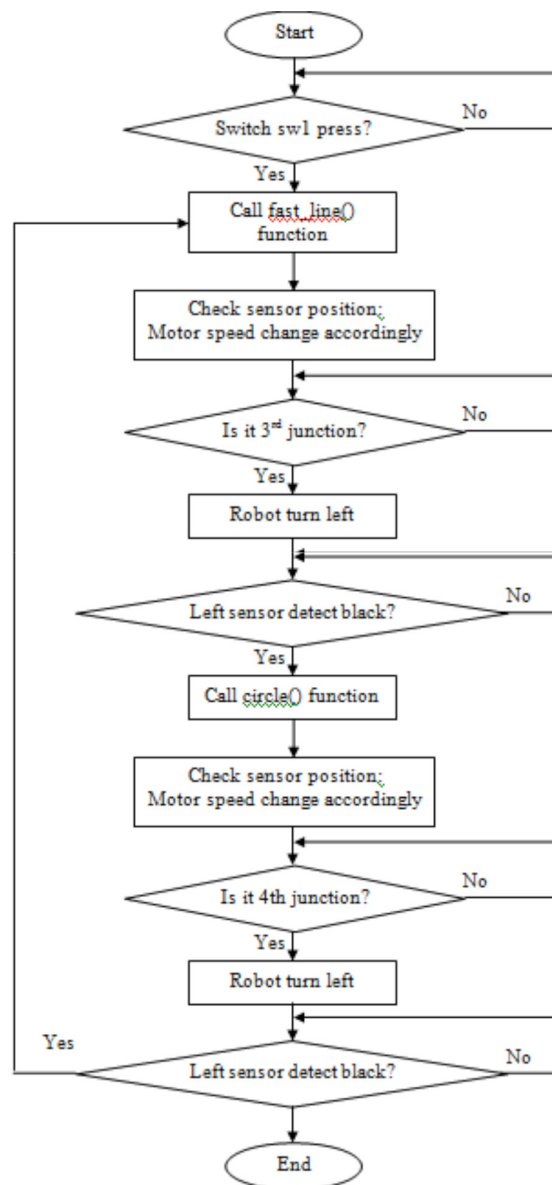 Start
Switch sw1 press?
No
Yes
Call fast_line()
function
Check sensor position;
Motor speed change accordingly
Is it 3rd junction?
No
Yes
Robot turn left
Left sensor detect black?
No
Yes
Call circle() function
Check sensor position;
Motor speed change accordingly
Is it 4th junction?
No
Yes
Robot turn left
Yes
Left sensor detect black?
No
End